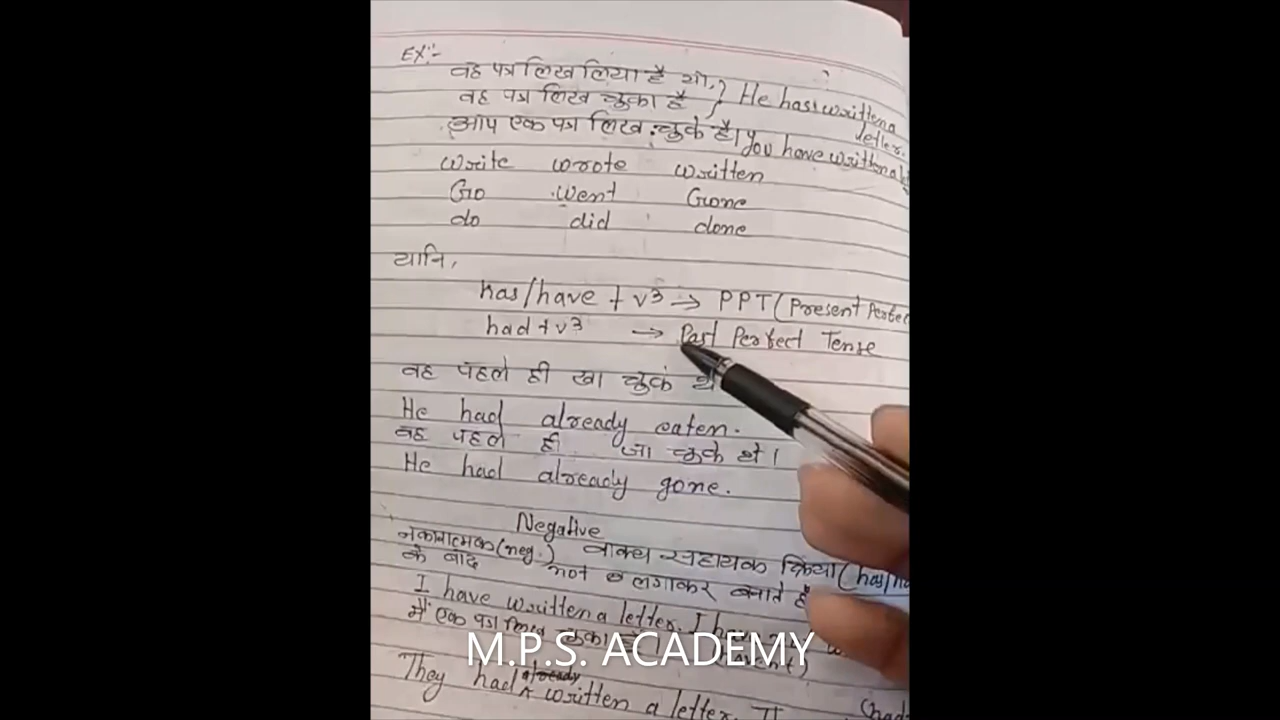 Ex:-
वह पत्र लिख लिया है या,
वह पत्र लिख चुका है } He has written a letter.
आप एक पत्र लिख चुके है। you have written a
write wrote written
Go went Gone
do did done
यानि,
has/have + v3 → PPT (Present Perfec
had + v3 → Past Perfect Tense
वह पहले ही खा चुके थे
He had already eaten.
वह पहले ही जा चुके थे।
He had already gone.
Negative
नकारात्मक (neg.) वाक्य सहायक क्रिया (has/ha
के बाद not लगाकर बनाते है
I have written a letter. I
मैं एक पत्र लिख चुका
M.P.S. ACADEMY
They had already written a letter.
(had